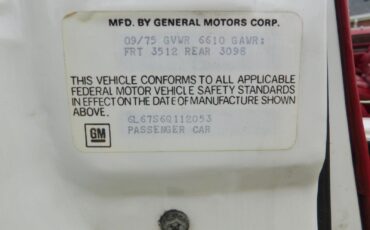 MFD. BY GENERAL MOTORS CORP.
09/75 GVWR 6610 GAWR:
FRT 3512 REAR 3098
THIS VEHICLE CONFORMS TO ALL APPLICABLE
FEDERAL MOTOR VEHICLE SAFETY STANDARDS
IN EFFECT ON THE DATE OF MANUFACTURE SHOWN
ABOVE.
6L67S6Q112053
GM
PASSENGER CAR